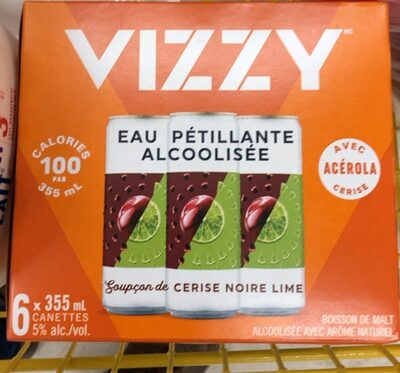 VIZZY MC
CALORIES
100
PAR
355 mL
EAU PÉTILLANTE
ALCOOLISÉE
AVEC
ACÉROLA
CERISE
Soupçon de CERISE NOIRE LIME
6 x 355 mL
CANETTES
5% alc./vol.
BOISSON DE MALT
ALCOOLISÉE AVEC ARÔME NATUREL